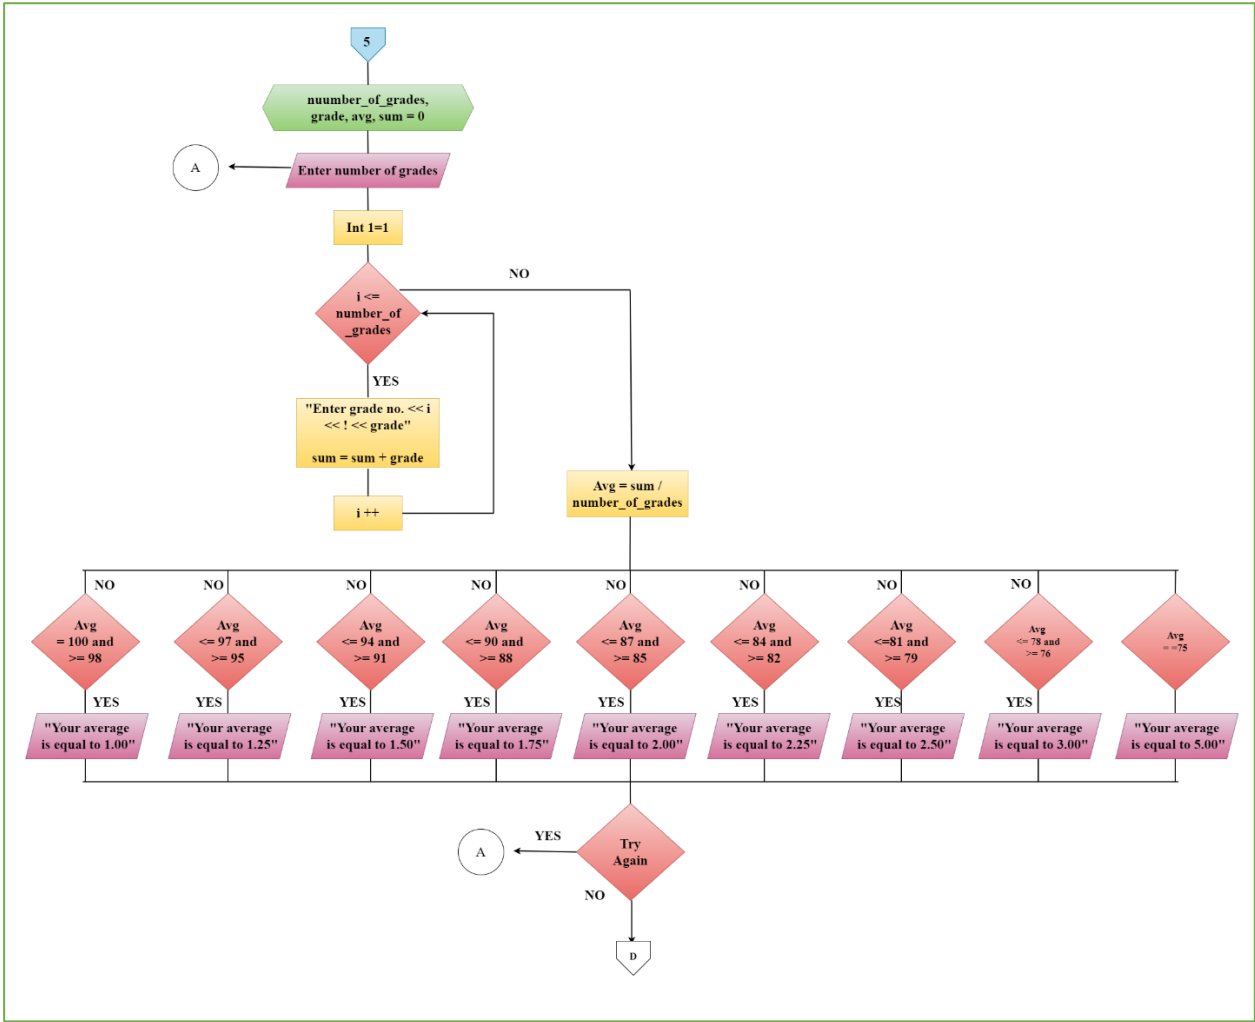 5
nuumber_of_grades,
grade, avg, sum = 0
A
Enter number of grades
Int 1=1
NO
i <=
number_of
_grades
YES
"Enter grade no. << i
<< ! << grade"
sum = sum + grade
i ++
Avg = sum /
number_of_grades
NO
NO
NO
NO
NO
NO
NO
NO
Avg
= 100 and
>= 98
Avg
<= 97 and
>= 95
Avg
<= 94 and
>= 91
Avg
<= 90 and
>= 88
Avg
<= 87 and
>= 85
Avg
<= 84 and
>= 82
Avg
<=81 and
>= 79
Avg
<= 78 and
>= 76
Avg
= =75
YES
YES
YES
YES
YES
YES
YES
YES
"Your average
is equal to 1.00"
"Your average
is equal to 1.25"
"Your average
is equal to 1.50"
"Your average
is equal to 1.75"
"Your average
is equal to 2.00"
"Your average
is equal to 2.25"
"Your average
is equal to 2.50"
"Your average
is equal to 3.00"
"Your average
is equal to 5.00"
YES
A
Try
Again
NO
D